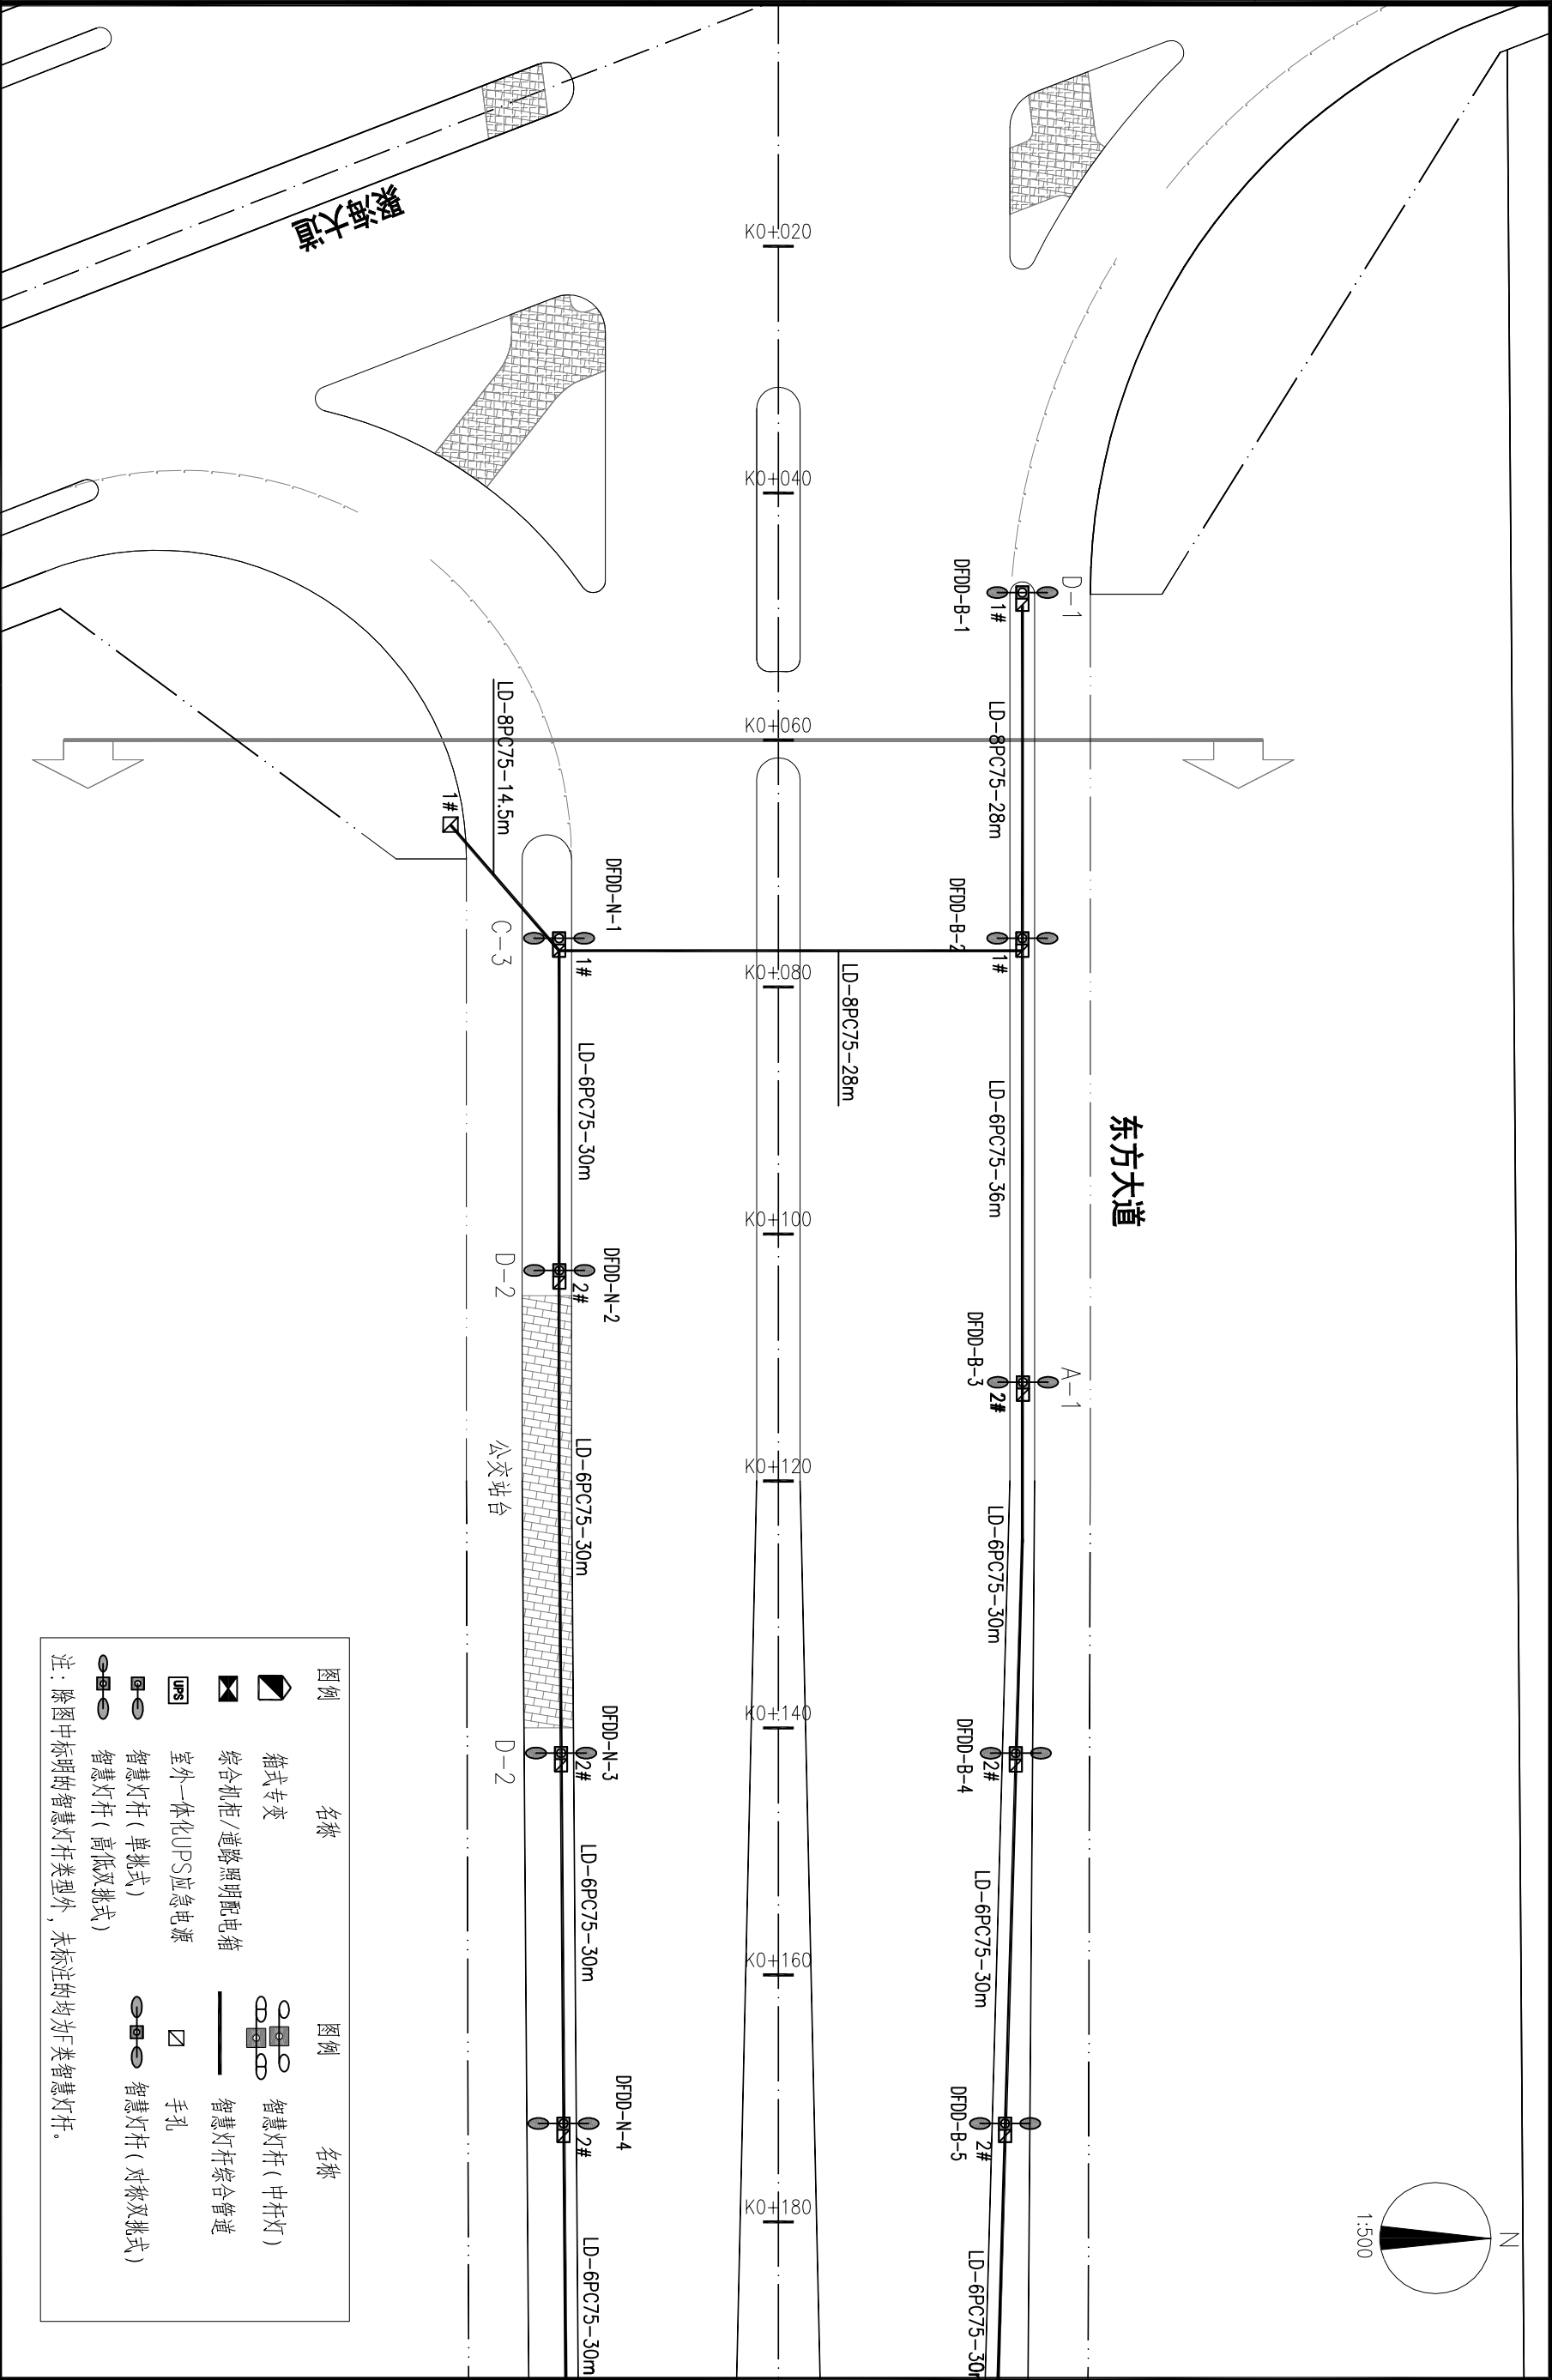 聚海大道
东方大道
K0+020
K0+040
K0+060
K0+080
K0+100
K0+120
K0+140
K0+160
K0+180
D-1
1#
DFDD-B-1
LD-8PC75-28m
DFDD-B-2
1#
LD-6PC75-36m
A-1
DFDD-B-3
2#
LD-6PC75-30m
DFDD-B-4
2#
LD-6PC75-30m
DFDD-B-5
2#
LD-6PC75-30m
LD-8PC75-28m
LD-8PC75-14.5m
1#
DFDD-N-1
1#
C-3
LD-6PC75-30m
DFDD-N-2
2#
D-2
LD-6PC75-30m
公交站台
DFDD-N-3
2#
D-2
LD-6PC75-30m
DFDD-N-4
2#
LD-6PC75-30m
N
1:500
图例 名称 图例 名称
箱式专变 智慧灯杆(中杆灯)
综合机柜/道路照明配电箱 智慧灯杆综合管道
UPS 室外一体化UPS应急电源 手孔
智慧灯杆(单挑式) 智慧灯杆(对称双挑式)
智慧灯杆(高低双挑式)
注:除图中标明的智慧灯杆类型外,未标注的均为F类智慧灯杆。